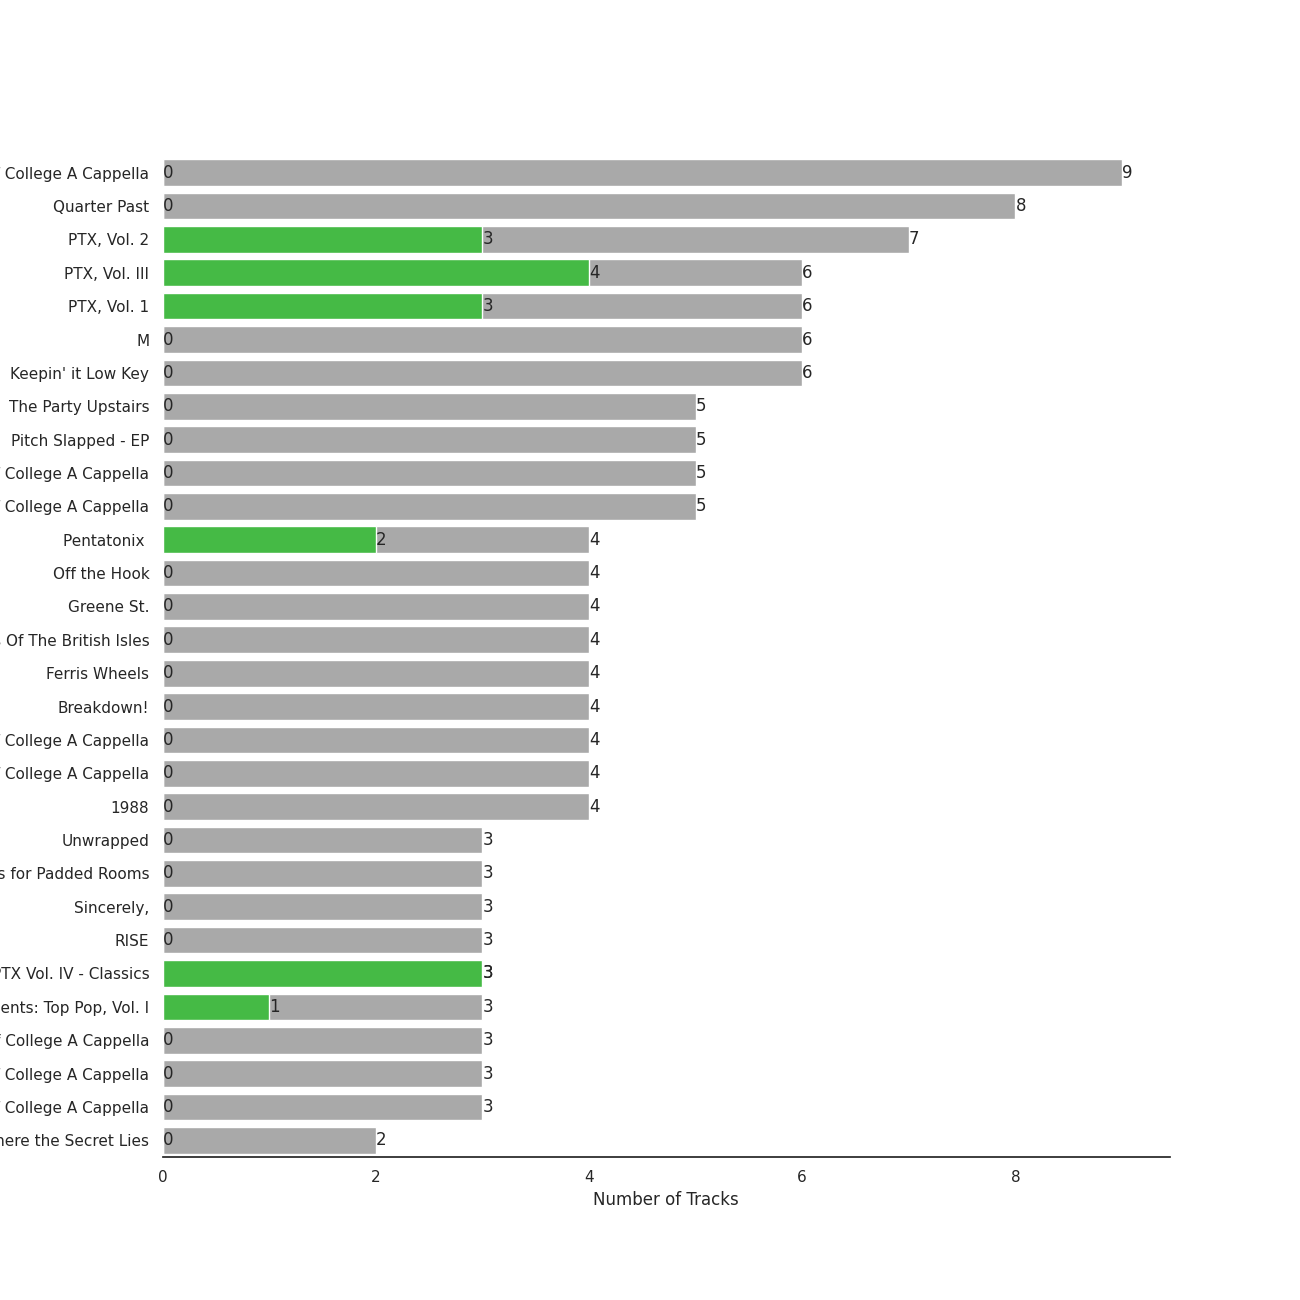 College A Cappella 0 9
Quarter Past 0 8
PTX, Vol. 2 3 7
PTX, Vol. III 4 6
PTX, Vol. 1 3 6
M 0 6
Keepin' it Low Key 0 6
The Party Upstairs 0 5
Pitch Slapped - EP 0 5
College A Cappella 0 5
College A Cappella 0 5
Pentatonix 2 4
Off the Hook 0 4
Greene St. 0 4
Of The British Isles 0 4
Ferris Wheels 0 4
Breakdown! 0 4
College A Cappella 0 4
College A Cappella 0 4
1988 0 4
Unwrapped 0 3
for Padded Rooms 0 3
Sincerely, 0 3
RISE 0 3
PTX Vol. IV - Classics 3 3
ents: Top Pop, Vol. I 1 3
College A Cappella 0 3
College A Cappella 0 3
College A Cappella 0 3
here the Secret Lies 0 2
0 2 4 6 8
Number of Tracks